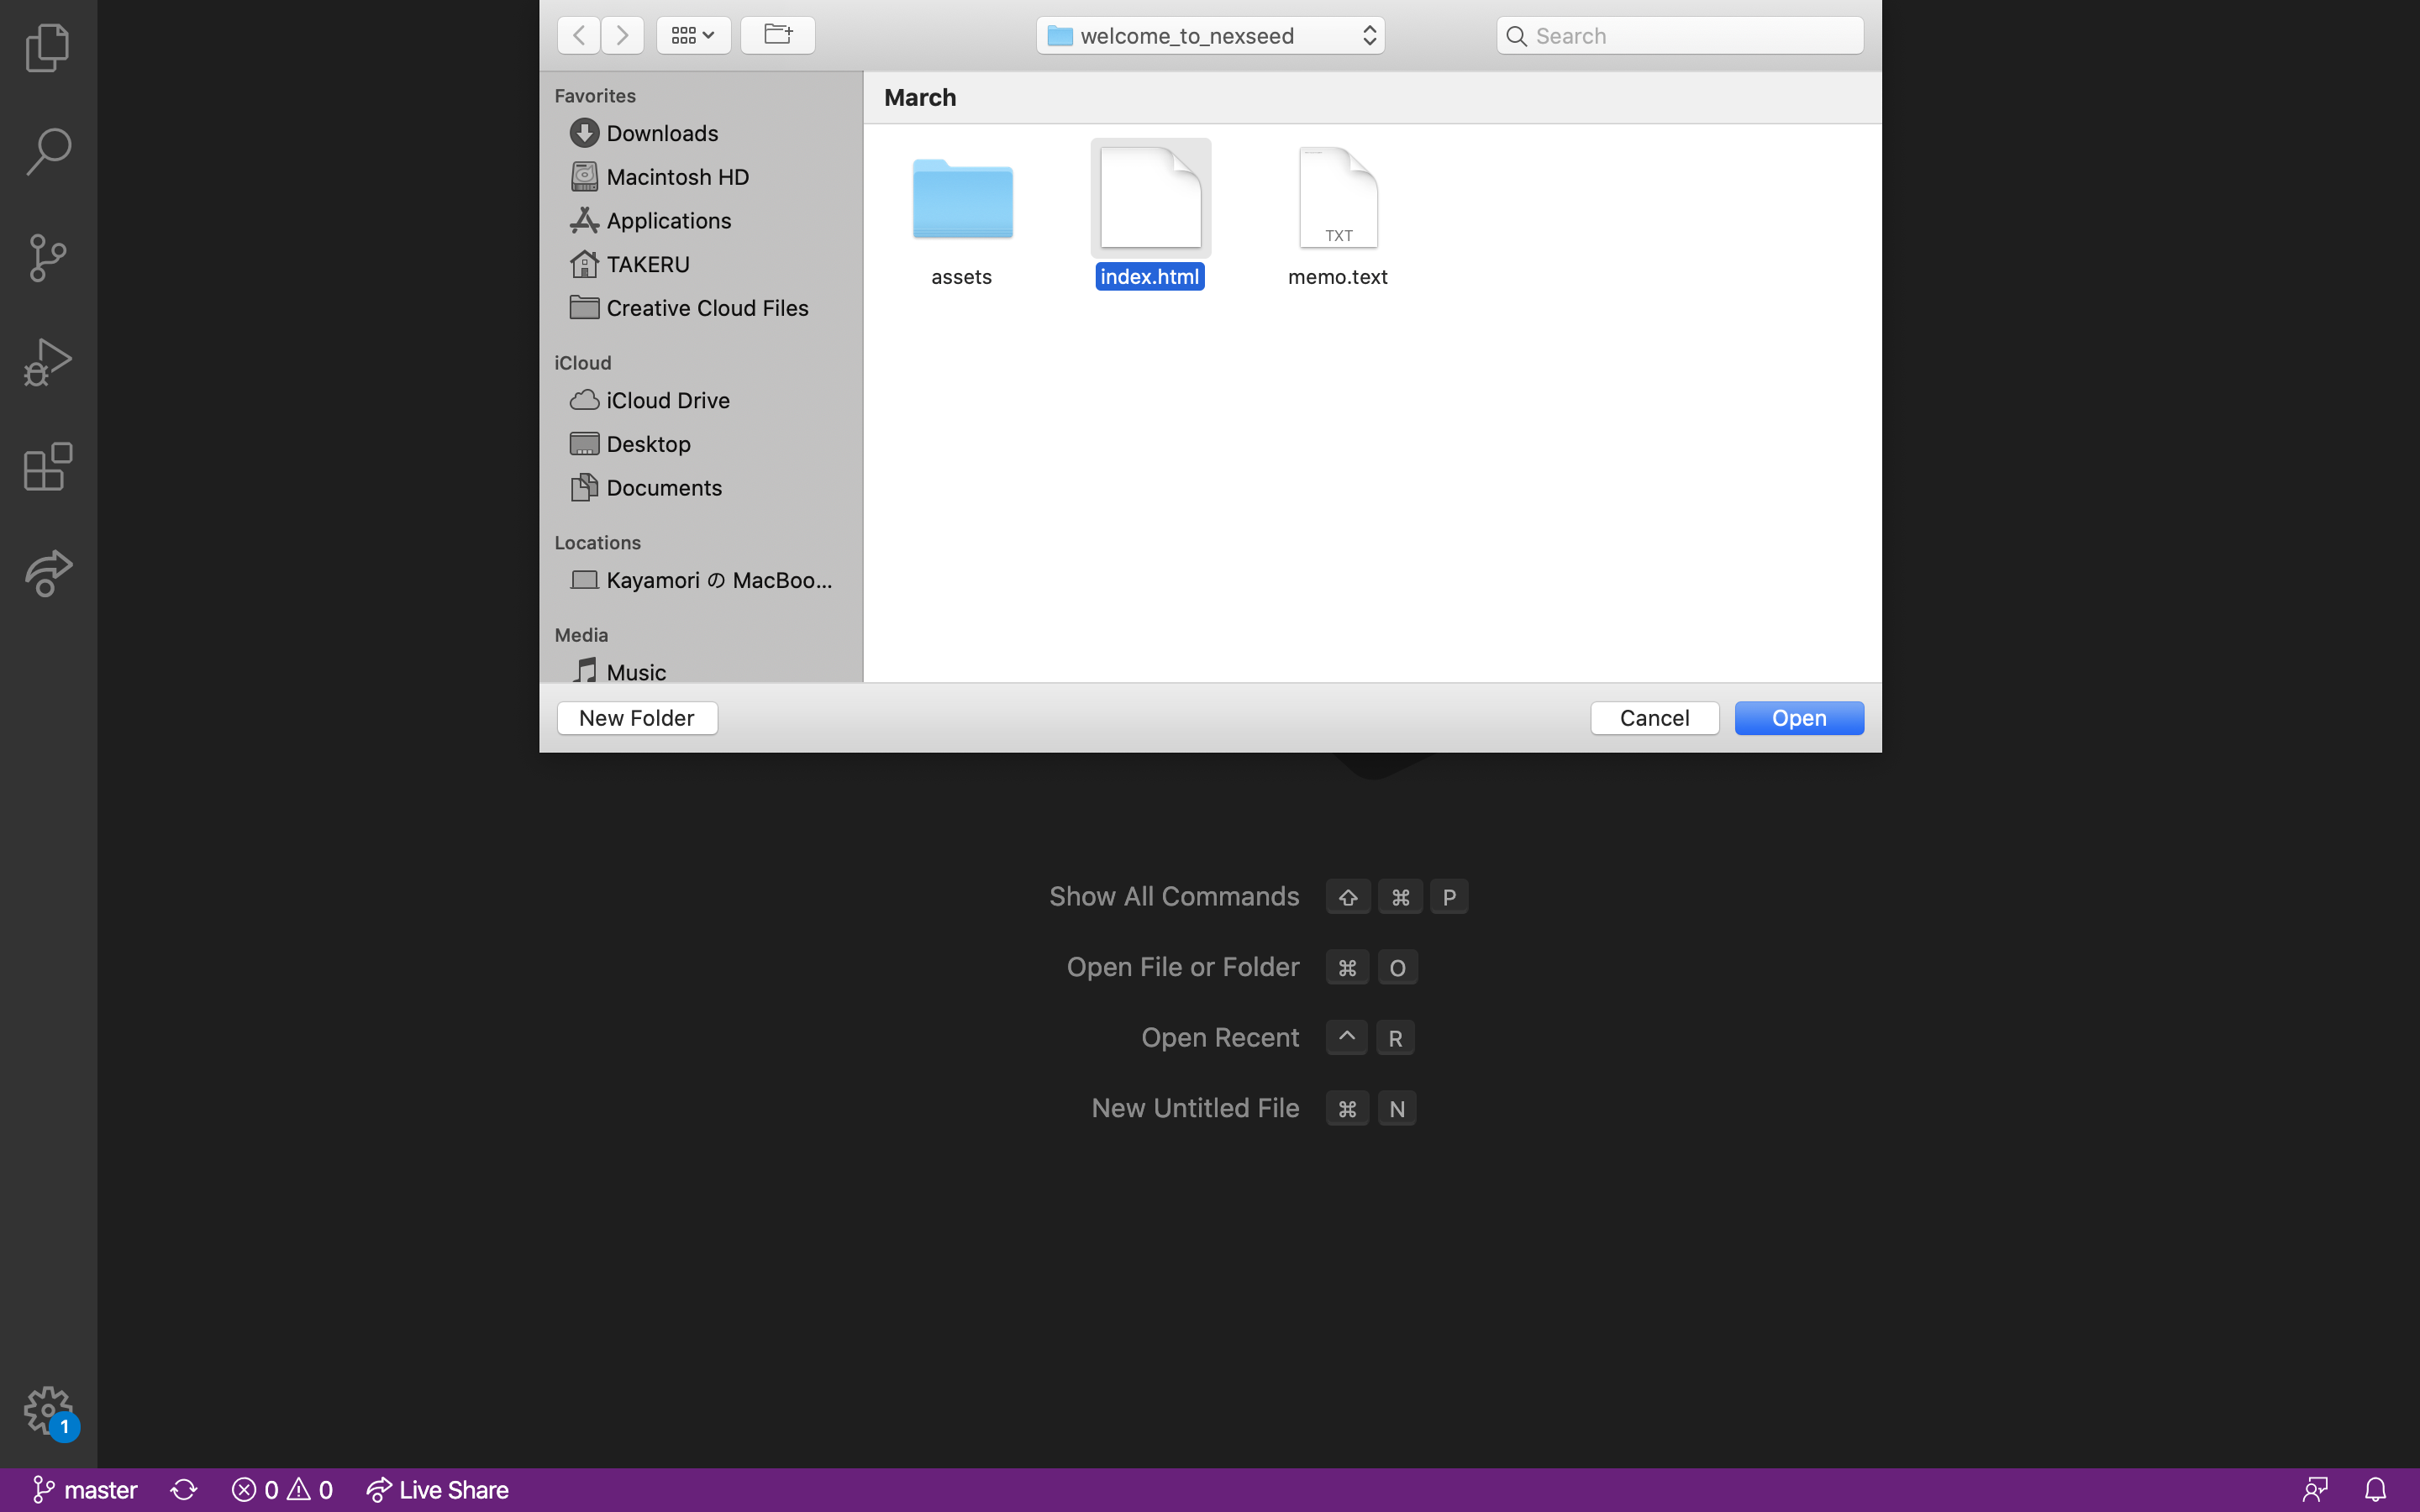 welcome_to_nexseed
Search
Favorites
Downloads
Macintosh HD
Applications
TAKERU
Creative Cloud Files
iCloud
iCloud Drive
Desktop
Documents
Locations
Kayamori の MacBoo...
Media
Music
March
assets
index.html
TXT
memo.text
New Folder
Cancel
Open
Show All Commands ⇧ ⌘ P
Open File or Folder ⌘ O
Open Recent ^ R
New Untitled File ⌘ N
1
master 0 0 Live Share